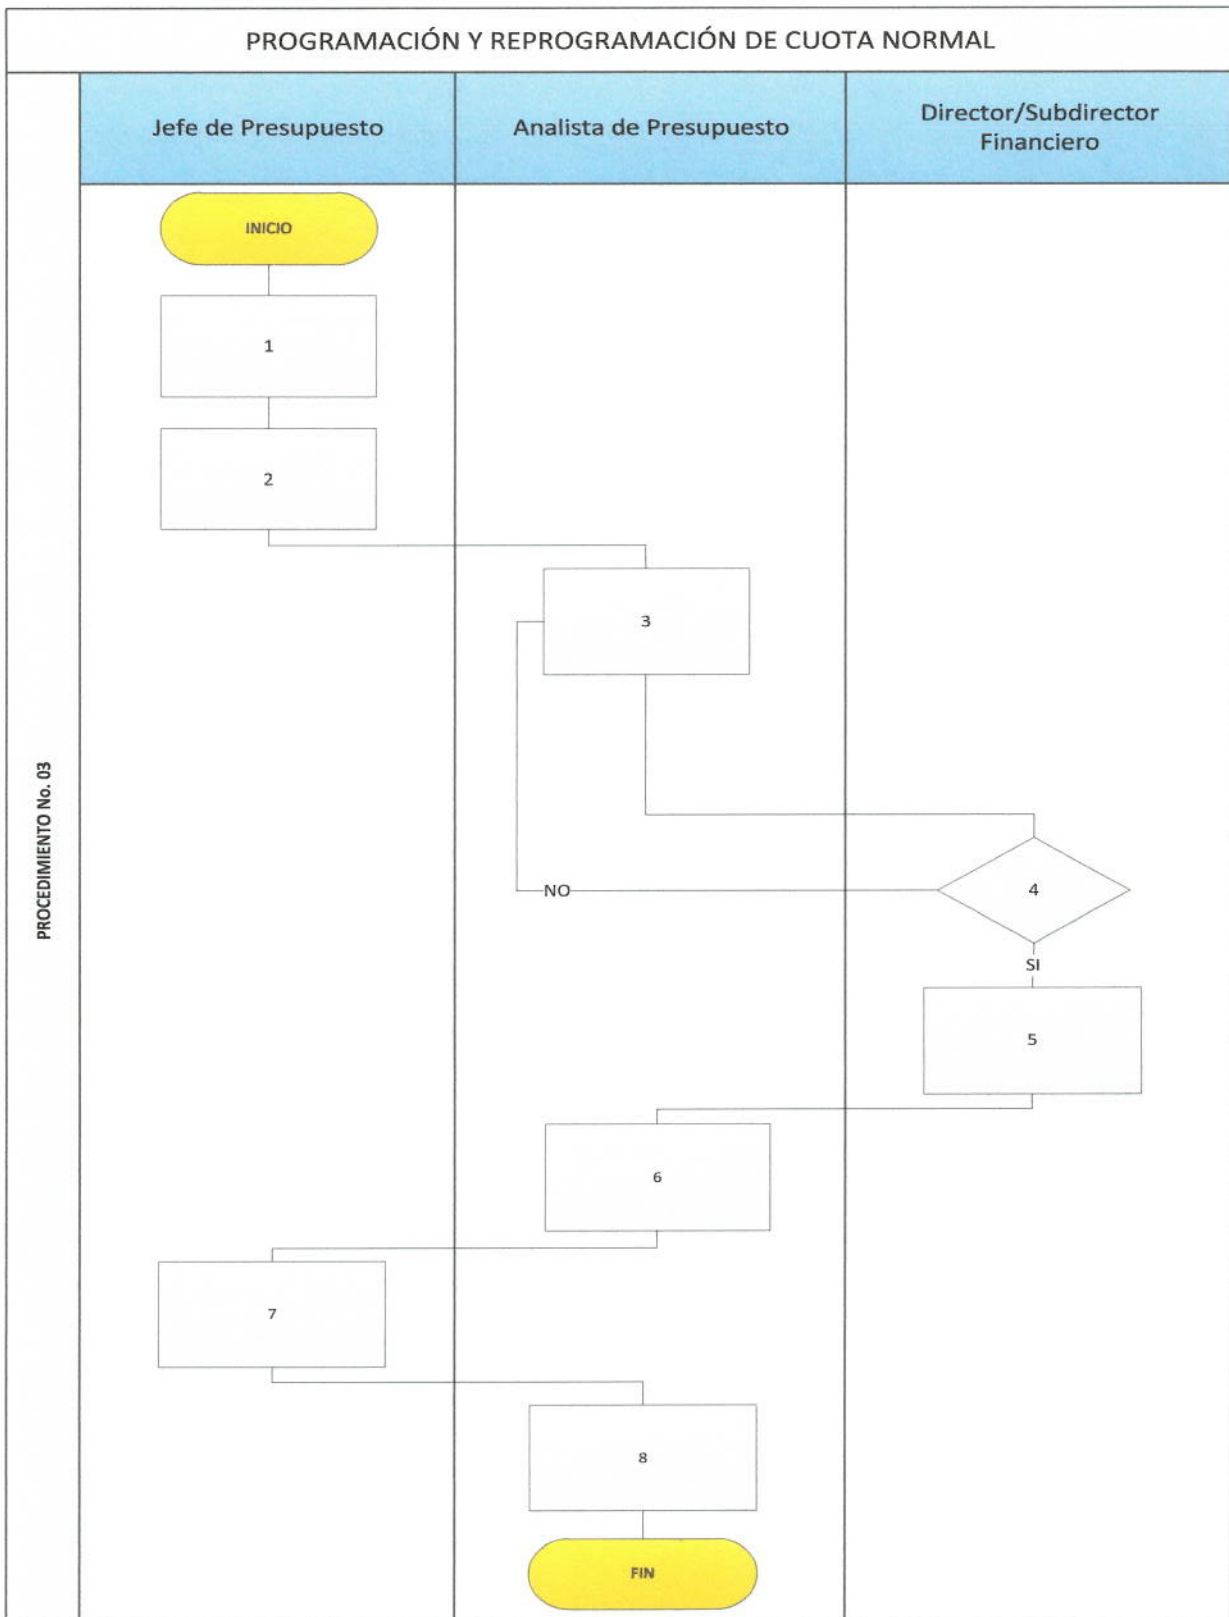 PROGRAMACIÓN Y REPROGRAMACIÓN DE CUOTA NORMAL
Jefe de Presupuesto
Analista de Presupuesto
Director/Subdirector
Financiero
PROCEDIMIENTO No. 03
INICIO
1
2
3
4
NO
SI
5
6
7
8
FIN